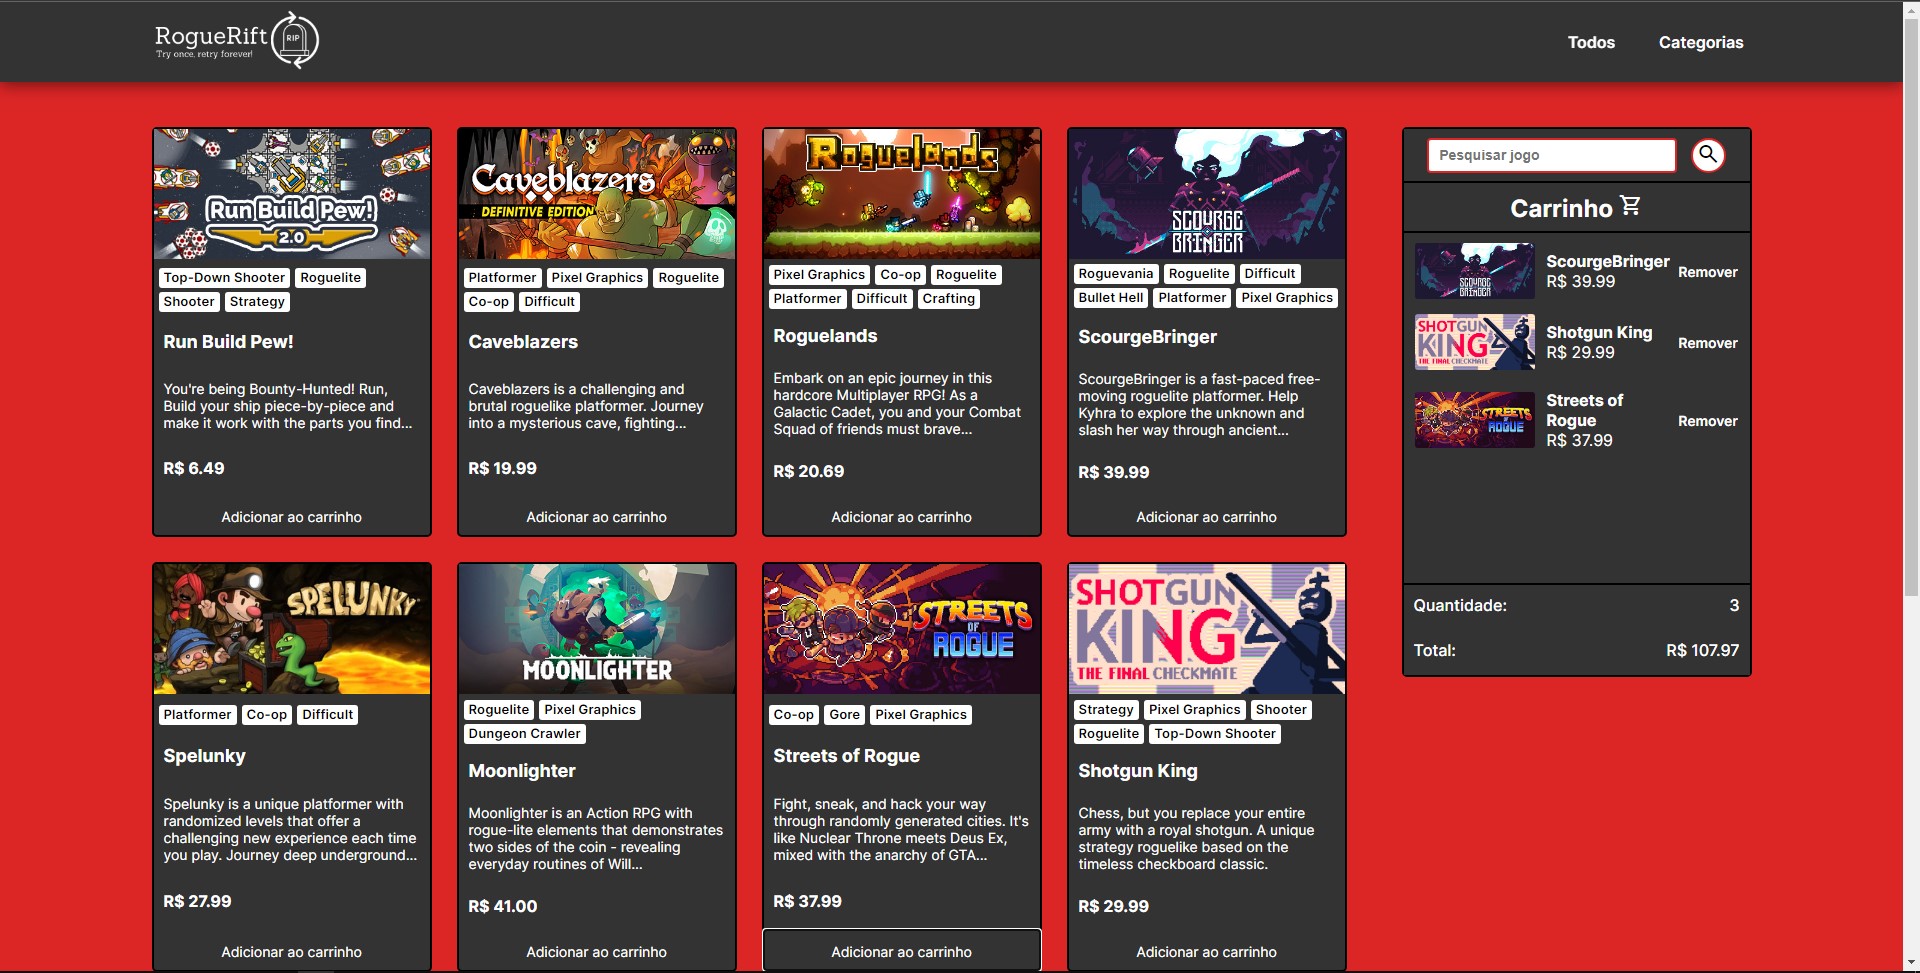 RogueRift
Try once, retry forever!
RIP
Todos
Categorias
Run Build Pew!
2.0
Top-Down Shooter
Roguelite
Shooter
Strategy
Run Build Pew!
You're being Bounty-Hunted! Run,
Build your ship piece-by-piece and
make it work with the parts you find...
R$ 6.49
Adicionar ao carrinho
Caveblazers
DEFINITIVE EDITION
Platformer
Pixel Graphics
Roguelite
Co-op
Difficult
Caveblazers
Caveblazers is a challenging and
brutal roguelike platformer. Journey
into a mysterious cave, fighting...
R$ 19.99
Adicionar ao carrinho
Roguelands
Pixel Graphics
Co-op
Roguelite
Platformer
Difficult
Crafting
Roguelands
Embark on an epic journey in this
hardcore Multiplayer RPG! As a
Galactic Cadet, you and your Combat
Squad of friends must brave...
R$ 20.69
Adicionar ao carrinho
SCOURGE
BRINGER
Roguevania
Roguelite
Difficult
Bullet Hell
Platformer
Pixel Graphics
ScourgeBringer
ScourgeBringer is a fast-paced free-
moving roguelite platformer. Help
Kyhra to explore the unknown and
slash her way through ancient...
R$ 39.99
Adicionar ao carrinho
SPELUNKY
Platformer
Co-op
Difficult
Spelunky
Spelunky is a unique platformer with
randomized levels that offer a
challenging new experience each time
you play. Journey deep underground...
R$ 27.99
Adicionar ao carrinho
MOONLIGHTER
Roguelite
Pixel Graphics
Dungeon Crawler
Moonlighter
Moonlighter is an Action RPG with
rogue-lite elements that demonstrates
two sides of the coin - revealing
everyday routines of Will...
R$ 41.00
Adicionar ao carrinho
STREETS
OF
ROGUE
Co-op
Gore
Pixel Graphics
Streets of Rogue
Fight, sneak, and hack your way
through randomly generated cities. It's
like Nuclear Throne meets Deus Ex,
mixed with the anarchy of GTA...
R$ 37.99
Adicionar ao carrinho
SHOTGUN
KING
THE FINAL CHECKMATE
Strategy
Pixel Graphics
Shooter
Roguelite
Top-Down Shooter
Shotgun King
Chess, but you replace your entire
army with a royal shotgun. A unique
strategy roguelike based on the
timeless checkboard classic.
R$ 29.99
Adicionar ao carrinho
Pesquisar jogo
Carrinho
SCOURGE
BRINGER
ScourgeBringer
R$ 39.99
Remover
SHOTGUN
KING
THE FINAL CHECKMATE
Shotgun King
R$ 29.99
Remover
STREETS
OF
ROGUE
Streets of
Rogue
R$ 37.99
Remover
Quantidade:
3
Total:
R$ 107.97